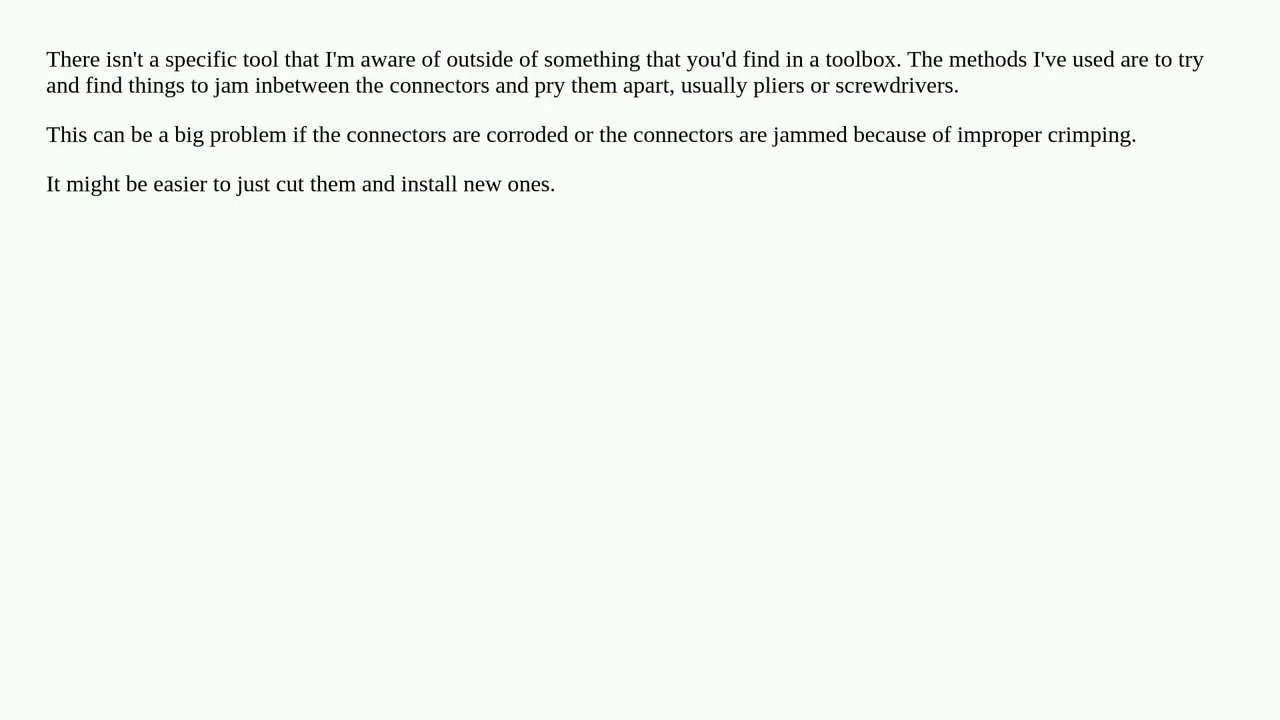 There isn't a specific tool that I'm aware of outside of something that you'd find in a toolbox. The methods I've used are to try
and find things to jam inbetween the connectors and pry them apart, usually pliers or screwdrivers.
This can be a big problem if the connectors are corroded or the connectors are jammed because of improper crimping.
It might be easier to just cut them and install new ones.